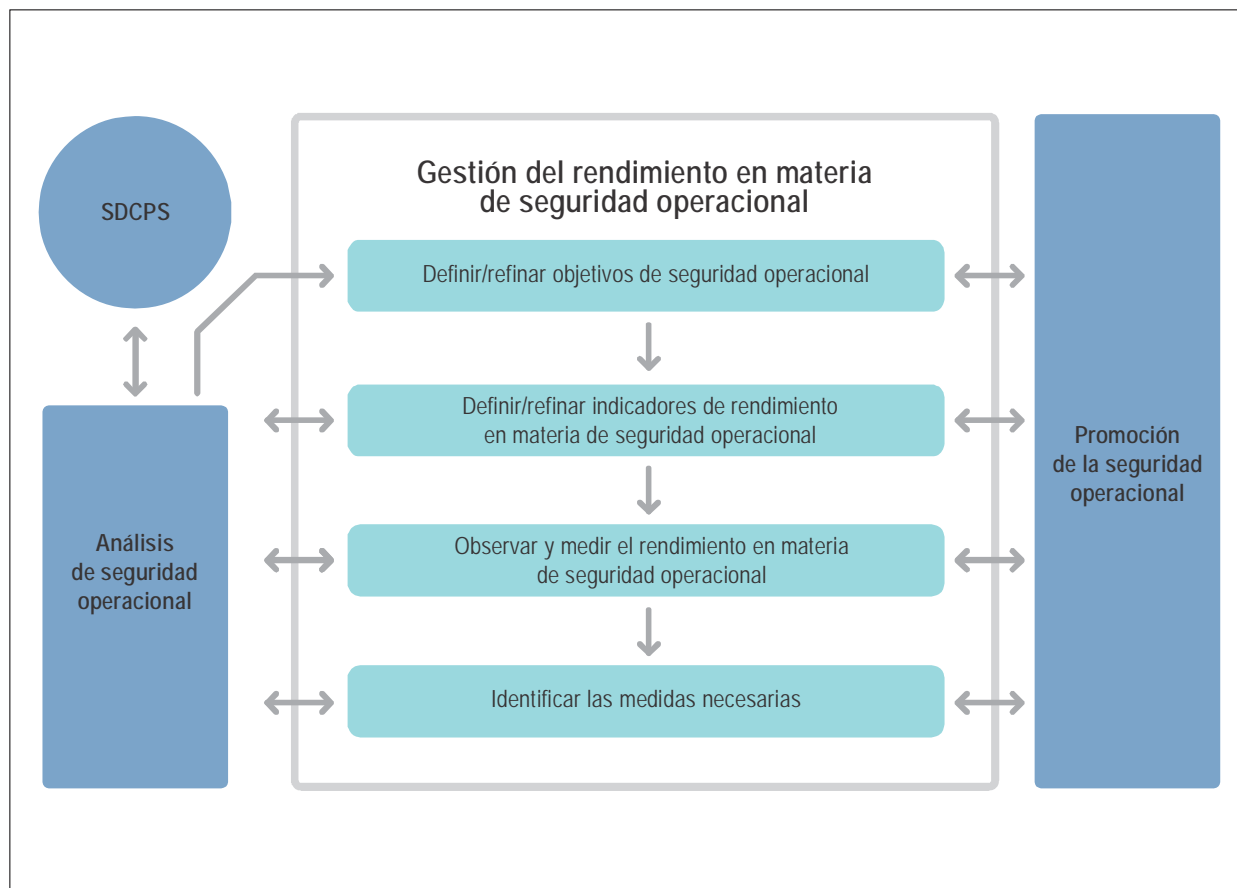 Gestión del rendimiento en materia
de seguridad operacional
SDCPS
Definir/refinar objetivos de seguridad operacional
Definir/refinar indicadores de rendimiento
en materia de seguridad operacional
Observar y medir el rendimiento en materia
de seguridad operacional
Identificar las medidas necesarias
Análisis
de seguridad
operacional
Promoción
de la seguridad
operacional